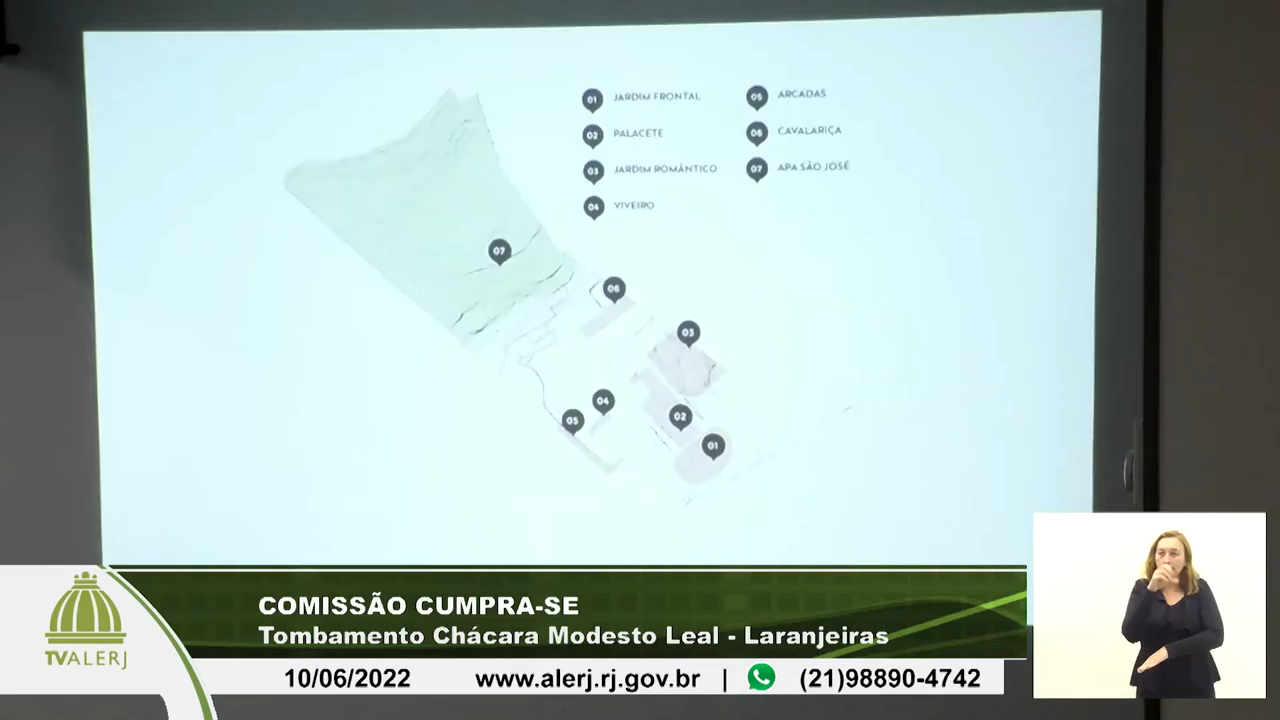 01 JARDIM FRONTAL
02 PALACETE
03 JARDIM ROMÂNTICO
04 VIVEIRO
05 ARCADAS
06 CAVALARIÇA
07 APA SÃO JOSÉ
07
06
03
04
05
02
01
COMISSÃO CUMPRA-SE
Tombamento Chácara Modesto Leal - Laranjeiras
TVALERJ
10/06/2022 www.alerj.rj.gov.br | (21)98890-4742